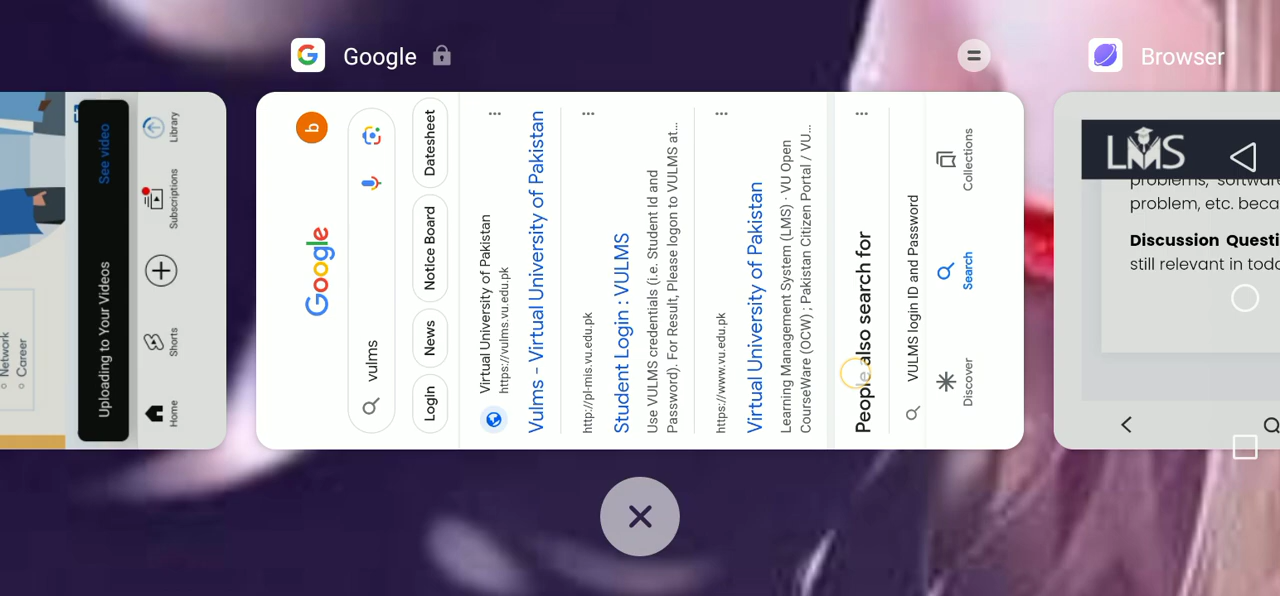 Google
Browser
Network
Career
Uploading to Your Videos
See video
Home
Shorts
Subscriptions
Library
Google
b
vulms
Login
News
Notice Board
Datesheet
Virtual University of Pakistan
https://vulms.vu.edu.pk
Vulms - Virtual University of Pakistan
http://pl-mis.vu.edu.pk
Student Login : VULMS
Use VULMS credentials (i.e. Student Id and
Password). For Result, Please logon to VULMS at...
https://www.vu.edu.pk
Virtual University of Pakistan
Learning Management System (LMS) · VU Open
CourseWare (OCW) ; Pakistan Citizen Portal / VU...
People also search for
VULMS login ID and Password
Discover
Search
Collections
LMS
problems, software
problem, etc. beca
Discussion Questi
still relevant in toda